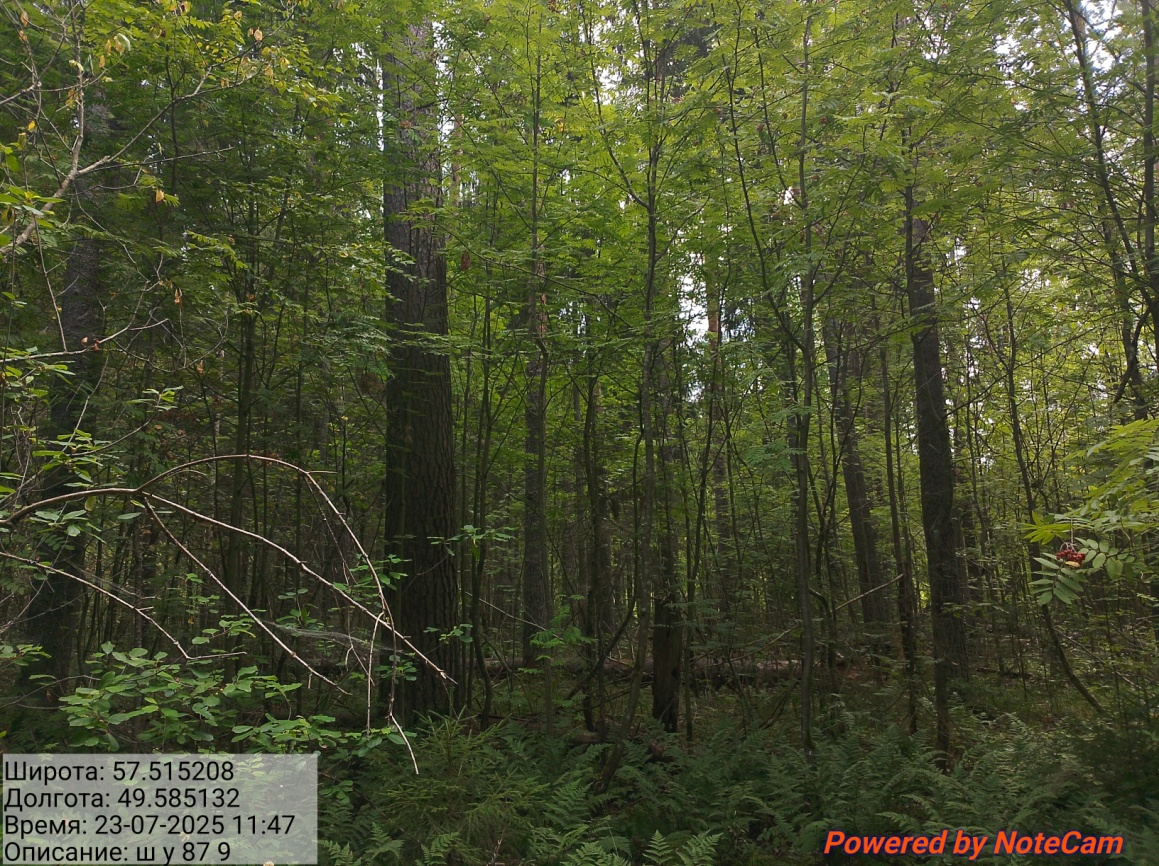 Широта: 57.515208
Долгота: 49.585132
Время: 23-07-2025 11:47
Описание: ш у 87 9
Powered by NoteCam